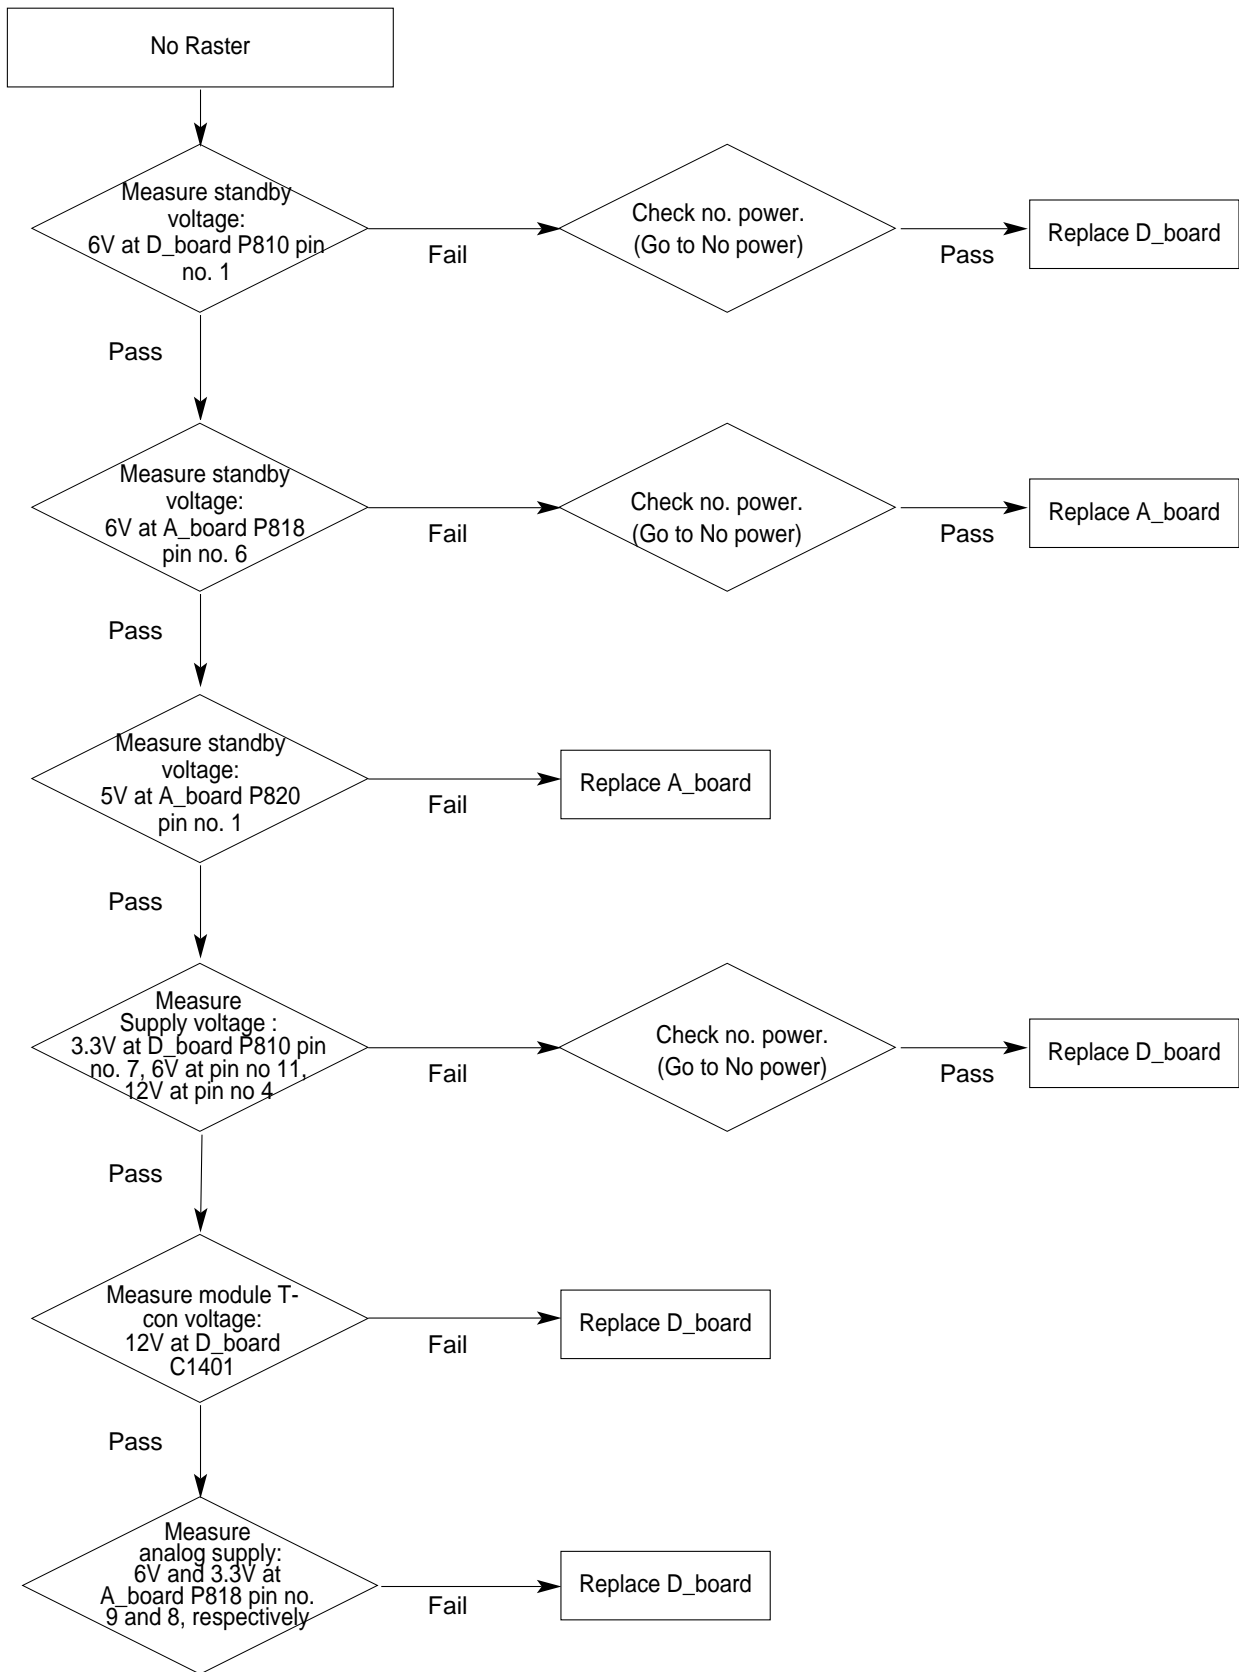 No Raster
Measure standby
voltage:
6V at D_board P810 pin
no. 1
Fail
Check no. power.
(Go to No power)
Pass
Replace D_board
Pass
Measure standby
voltage:
6V at A_board P818
pin no. 6
Fail
Check no. power.
(Go to No power)
Pass
Replace A_board
Pass
Measure standby
voltage:
5V at A_board P820
pin no. 1
Fail
Replace A_board
Pass
Measure
Supply voltage :
3.3V at D_board P810 pin
no. 7, 6V at pin no 11,
12V at pin no 4
Fail
Check no. power.
(Go to No power)
Pass
Replace D_board
Pass
Measure module T-
con voltage:
12V at D_board
C1401
Fail
Replace D_board
Pass
Measure
analog supply:
6V and 3.3V at
A_board P818 pin no.
9 and 8, respectively
Fail
Replace D_board